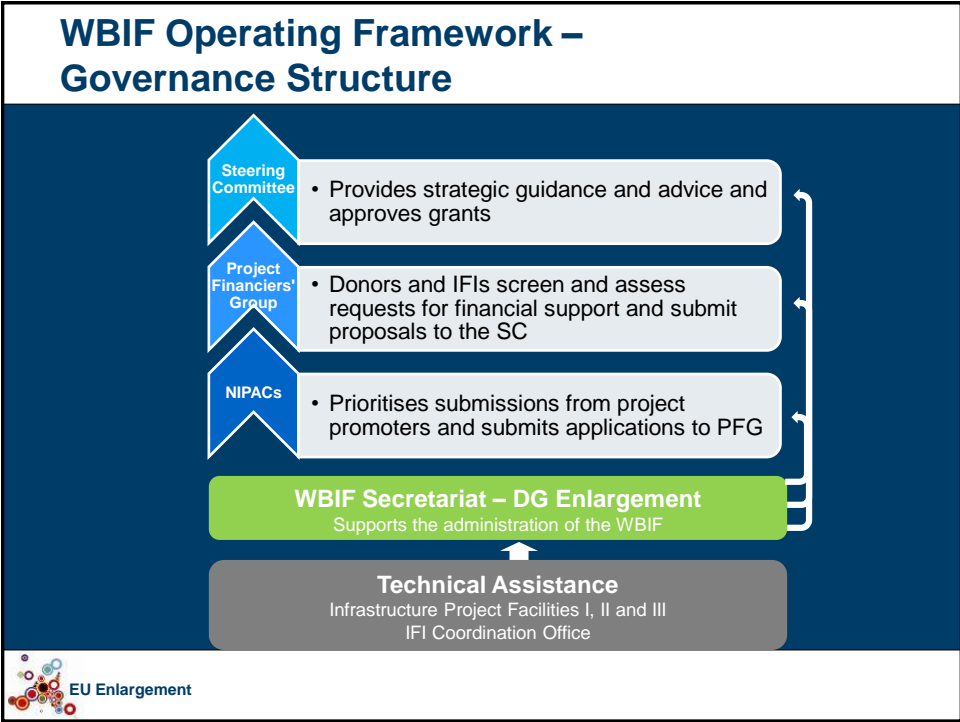 WBIF Operating Framework –
Governance Structure
Steering
Committee
• Provides strategic guidance and advice and
approves grants
Project
Financiers'
Group
• Donors and IFIs screen and assess
requests for financial support and submit
proposals to the SC
NIPACs
• Prioritises submissions from project
promoters and submits applications to PFG
WBIF Secretariat – DG Enlargement
Supports the administration of the WBIF
Technical Assistance
Infrastructure Project Facilities I, II and III
IFI Coordination Office
EU Enlargement